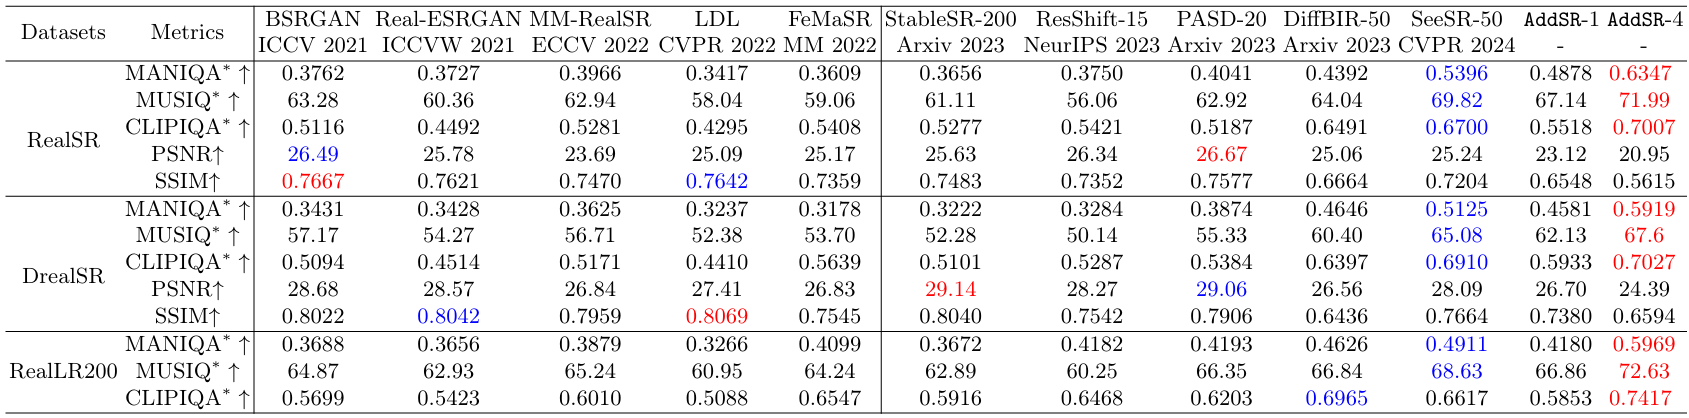 Datasets Metrics BSRGAN Real-ESRGAN MM-RealSR LDL FeMaSR StableSR-200 ResShift-15 PASD-20 DiffBIR-50 SeeSR-50 AddSR-1 AddSR-4
ICCV 2021 ICCVW 2021 ECCV 2022 CVPR 2022 MM 2022 Arxiv 2023 NeurIPS 2023 Arxiv 2023 Arxiv 2023 CVPR 2024 - -
RealSR
MANIQA* ↑ 0.3762 0.3727 0.3966 0.3417 0.3609 0.3656 0.3750 0.4041 0.4392 0.5396 0.4878 0.6347
MUSIQ* ↑ 63.28 60.36 62.94 58.04 59.06 61.11 56.06 62.92 64.04 69.82 67.14 71.99
CLIPIQA* ↑ 0.5116 0.4492 0.5281 0.4295 0.5408 0.5277 0.5421 0.5187 0.6491 0.6700 0.5518 0.7007
PSNR↑ 26.49 25.78 23.69 25.09 25.17 25.63 26.34 26.67 25.06 25.24 23.12 20.95
SSIM↑ 0.7667 0.7621 0.7470 0.7642 0.7359 0.7483 0.7352 0.7577 0.6664 0.7204 0.6548 0.5615
DrealSR
MANIQA* ↑ 0.3431 0.3428 0.3625 0.3237 0.3178 0.3222 0.3284 0.3874 0.4646 0.5125 0.4581 0.5919
MUSIQ* ↑ 57.17 54.27 56.71 52.38 53.70 52.28 50.14 55.33 60.40 65.08 62.13 67.6
CLIPIQA* ↑ 0.5094 0.4514 0.5171 0.4410 0.5639 0.5101 0.5287 0.5384 0.6397 0.6910 0.5933 0.7027
PSNR↑ 28.68 28.57 26.84 27.41 26.83 29.14 28.27 29.06 26.56 28.09 26.70 24.39
SSIM↑ 0.8022 0.8042 0.7959 0.8069 0.7545 0.8040 0.7542 0.7906 0.6436 0.7664 0.7380 0.6594
RealLR200
MANIQA* ↑ 0.3688 0.3656 0.3879 0.3266 0.4099 0.3672 0.4182 0.4193 0.4626 0.4911 0.4180 0.5969
MUSIQ* ↑ 64.87 62.93 65.24 60.95 64.24 62.89 60.25 66.35 66.84 68.63 66.86 72.63
CLIPIQA* ↑ 0.5699 0.5423 0.6010 0.5088 0.6547 0.5916 0.6468 0.6203 0.6965 0.6617 0.5853 0.7417